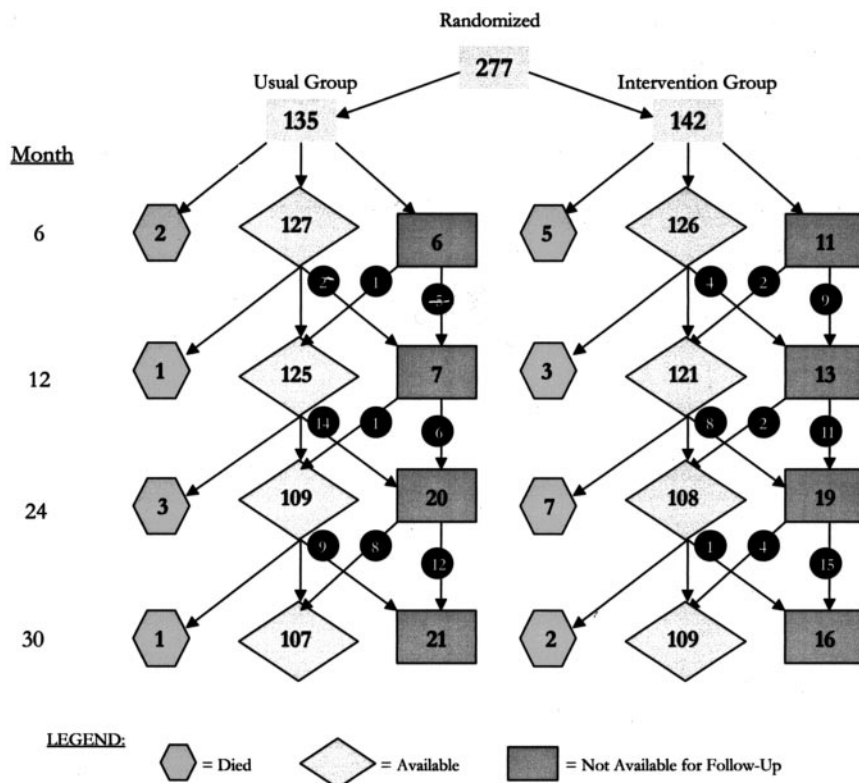 Randomized
277
Usual Group Intervention Group
135 142
Month
6 2 127 6 5 126 11
2 1 5 4 2 9
12 1 125 7 3 121 13
14 1 6 8 2 11
24 3 109 20 7 108 19
9 8 12 1 4 15
30 1 107 21 2 109 16
LEGEND: = Died = Available = Not Available for Follow-Up